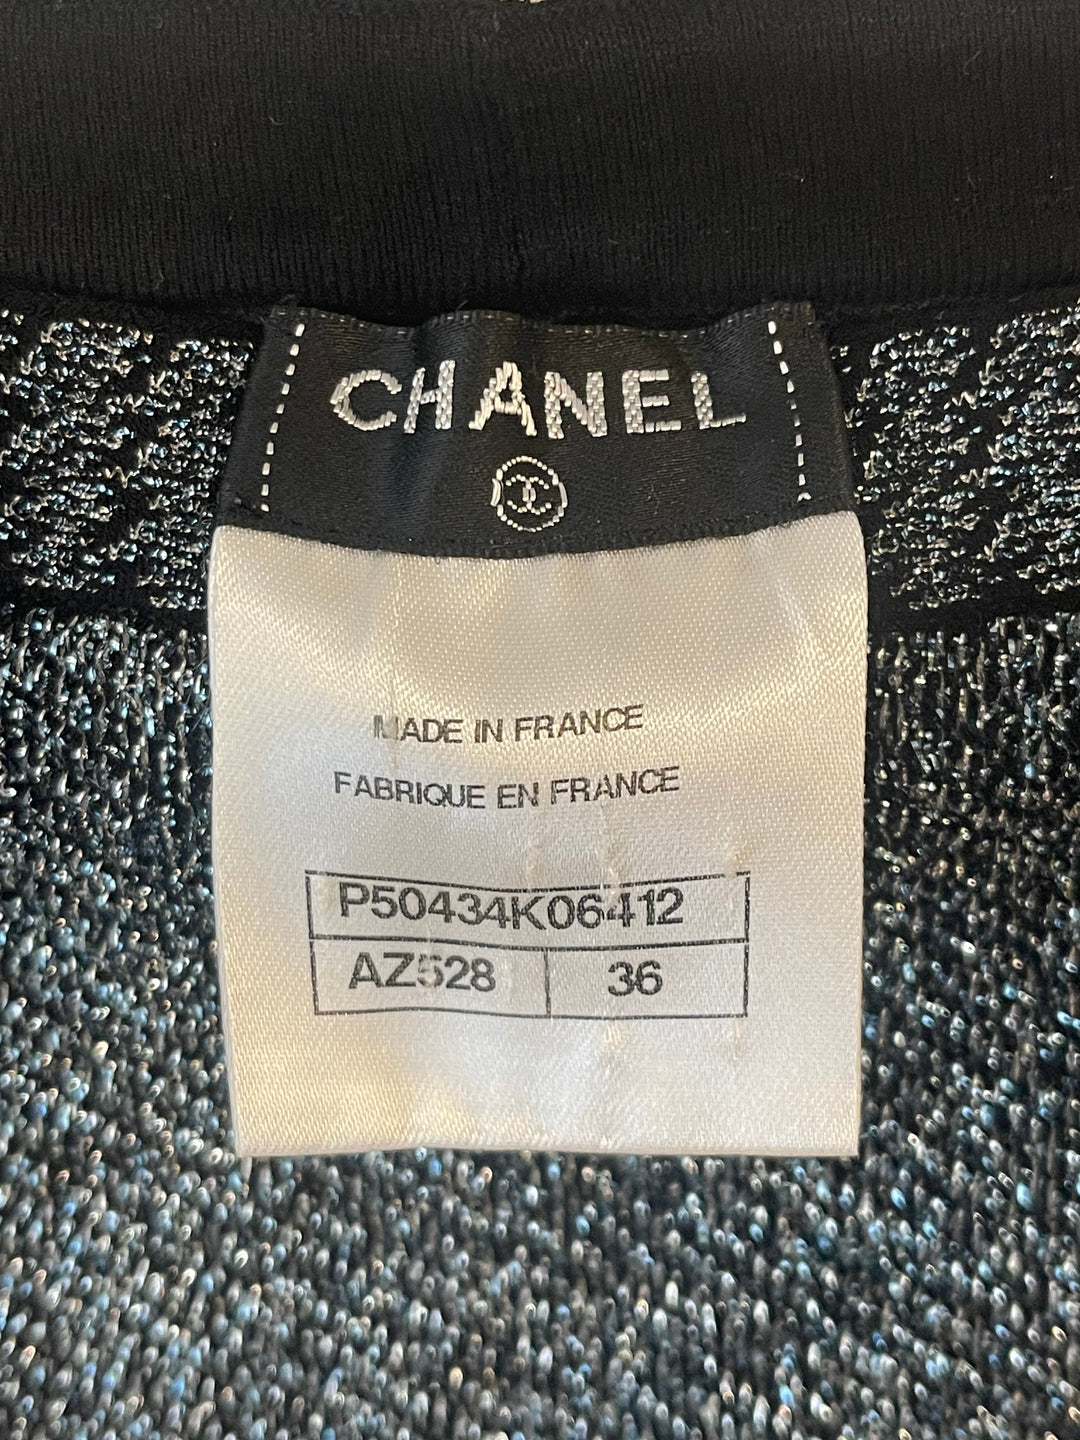 CHANEL
MADE IN FRANCE
FABRIQUE EN FRANCE
P50434K06412
AZ528 36